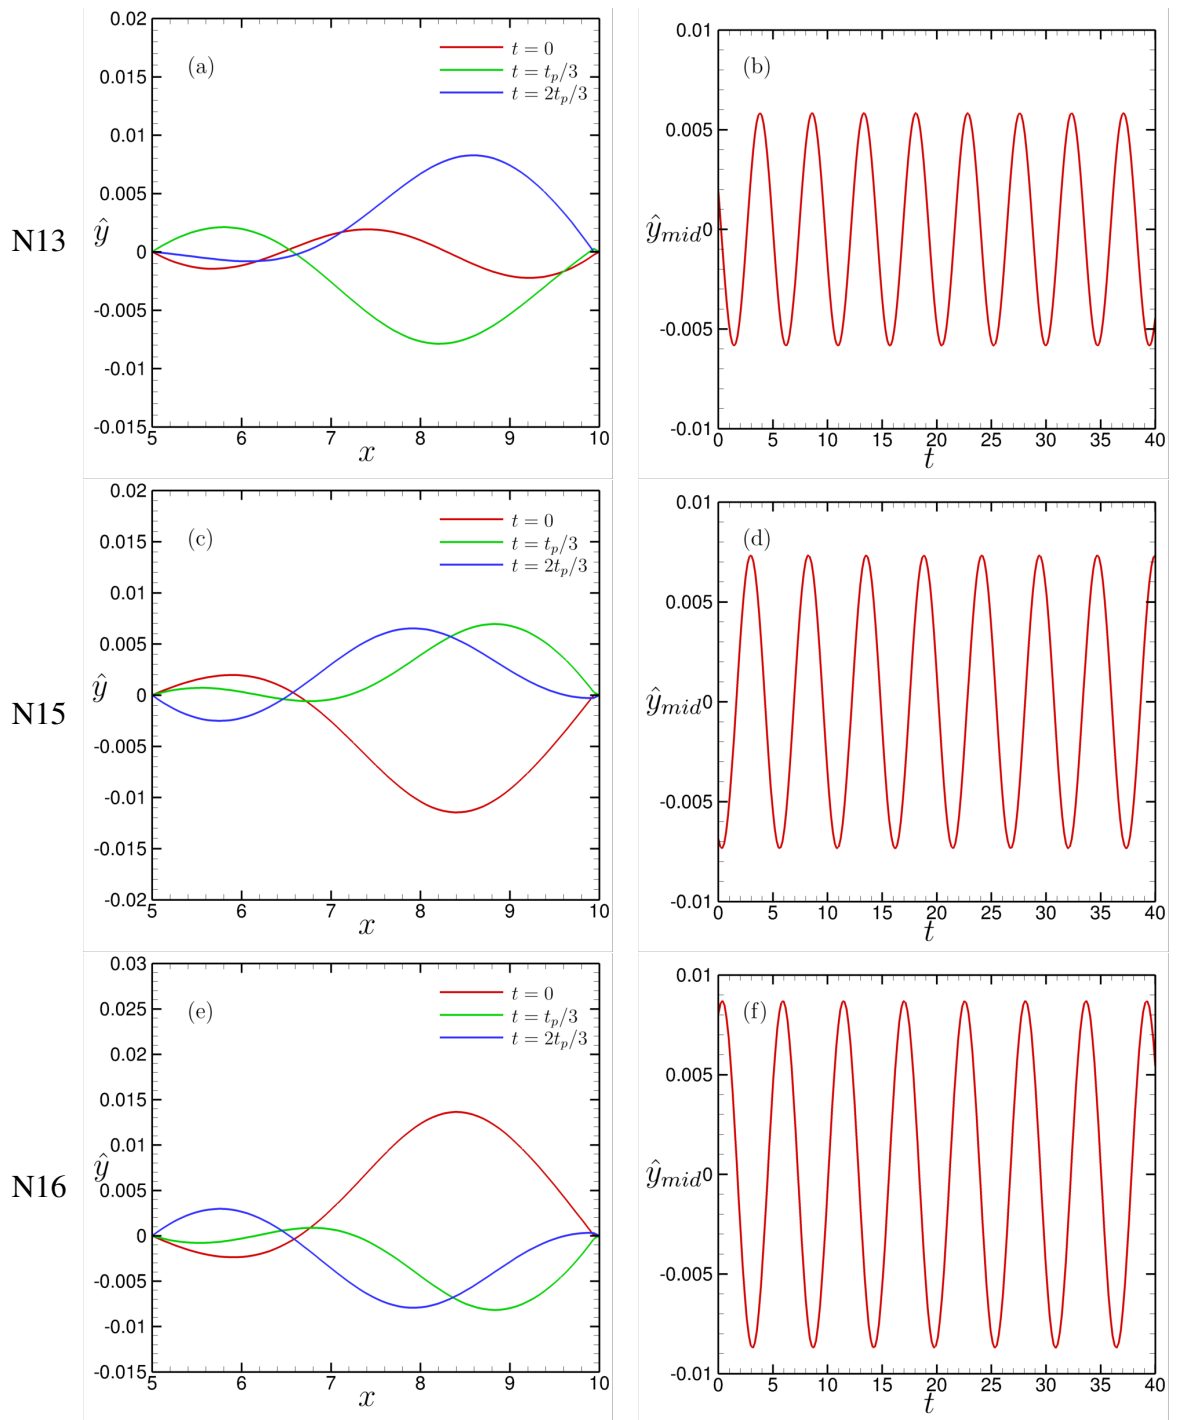 N13
(a)
t = 0
t = t_p/3
t = 2t_p/3
0.02
0.015
0.01
0.005
0
-0.005
-0.01
-0.015
ŷ
5 6 7 8 9 10
x
(b)
0.01
0.005
0
-0.005
-0.01
ŷ_mid
0 5 10 15 20 25 30 35 40
t
N15
(c)
t = 0
t = t_p/3
t = 2t_p/3
0.02
0.015
0.01
0.005
0
-0.005
-0.01
-0.015
-0.02
ŷ
5 6 7 8 9 10
x
(d)
0.01
0.005
0
-0.005
-0.01
ŷ_mid
0 5 10 15 20 25 30 35 40
t
N16
(e)
t = 0
t = t_p/3
t = 2t_p/3
0.03
0.025
0.02
0.015
0.01
0.005
0
-0.005
-0.01
-0.015
ŷ
5 6 7 8 9 10
x
(f)
0.01
0.005
0
-0.005
-0.01
ŷ_mid
0 5 10 15 20 25 30 35 40
t